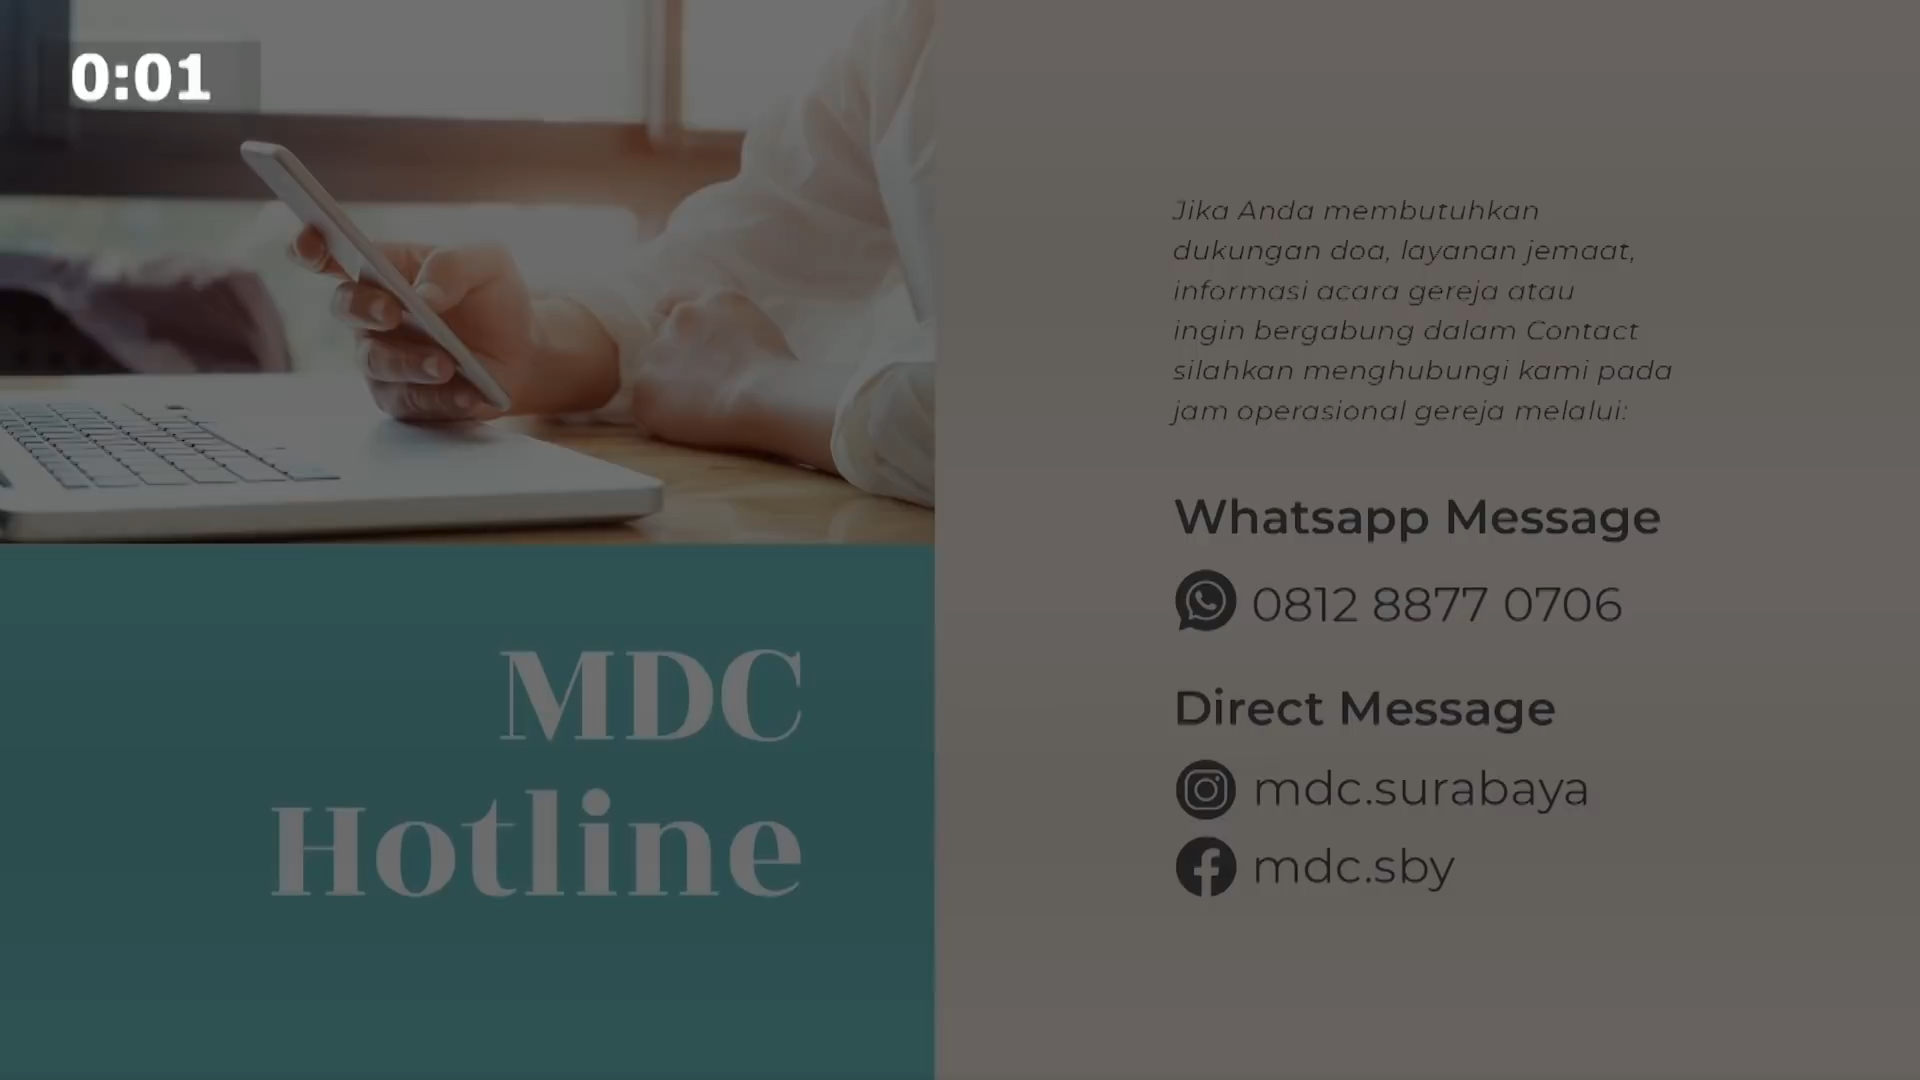 0:01
MDC
Hotline
Jika Anda membutuhkan
dukungan doa, layanan jemaat,
informasi acara gereja atau
ingin bergabung dalam Contact
silahkan menghubungi kami pada
jam operasional gereja melalui:
Whatsapp Message
0812 8877 0706
Direct Message
mdc.surabaya
mdc.sby